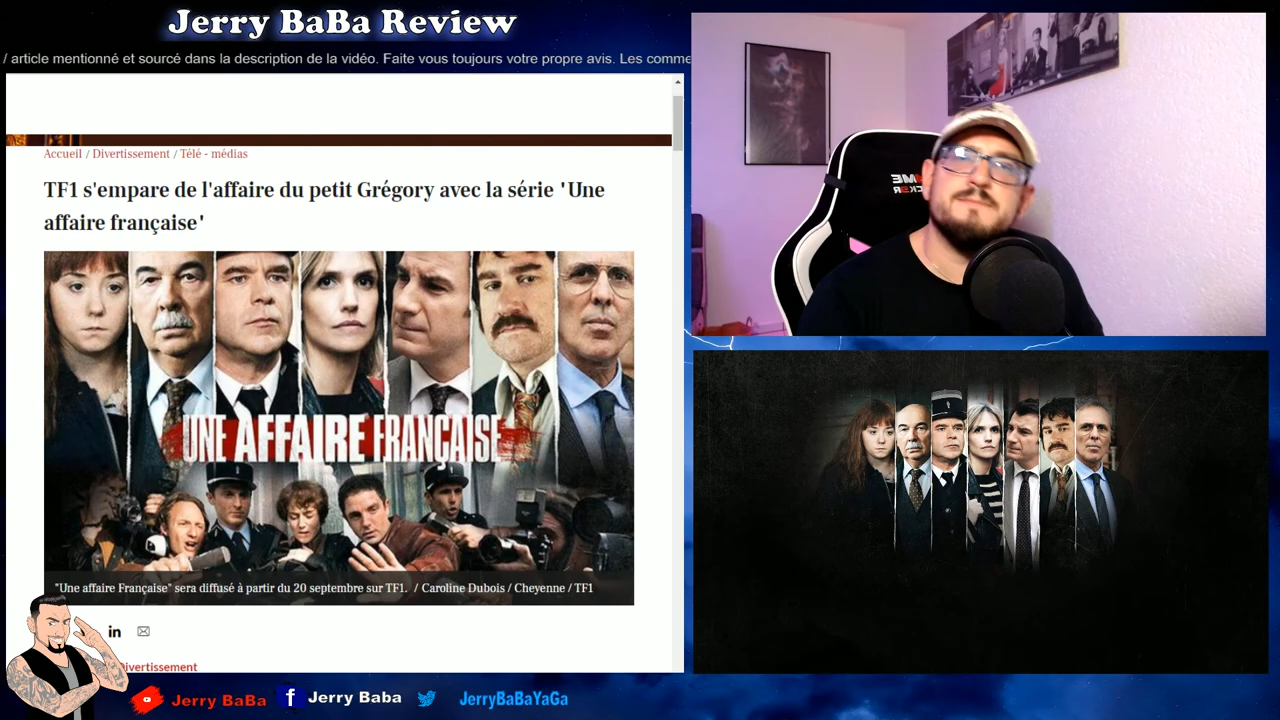 Jerry BaBa Review
/ article mentionné et sourcé dans la description de la vidéo. Faite vous toujours votre propre avis. Les comme
Accueil / Divertissement / Télé - médias
TF1 s'empare de l'affaire du petit Grégory avec la série "Une
affaire française"
UNE AFFAIRE FRANÇAISE
"Une affaire Française" sera diffusé à partir du 20 septembre sur TF1. / Caroline Dubois / Cheyenne / TF1
in
Divertissement
Jerry BaBa
f Jerry Baba
JerryBaBaYaGa